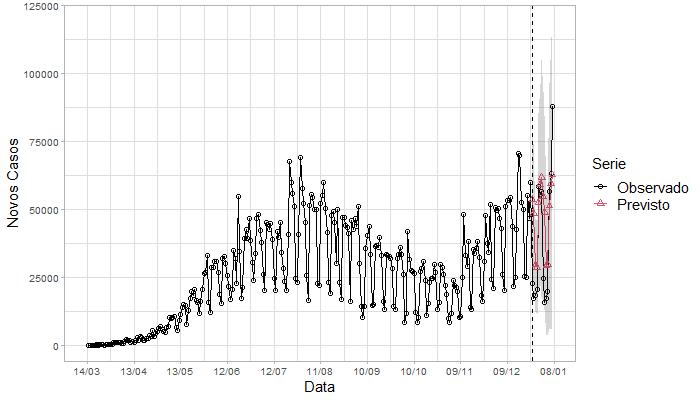 125000
100000
75000
50000
25000
0
Novos Casos
14/03 13/04 13/05 12/06 12/07 11/08 10/09 10/10 09/11 09/12 08/01
Data
Serie
Observado
Previsto